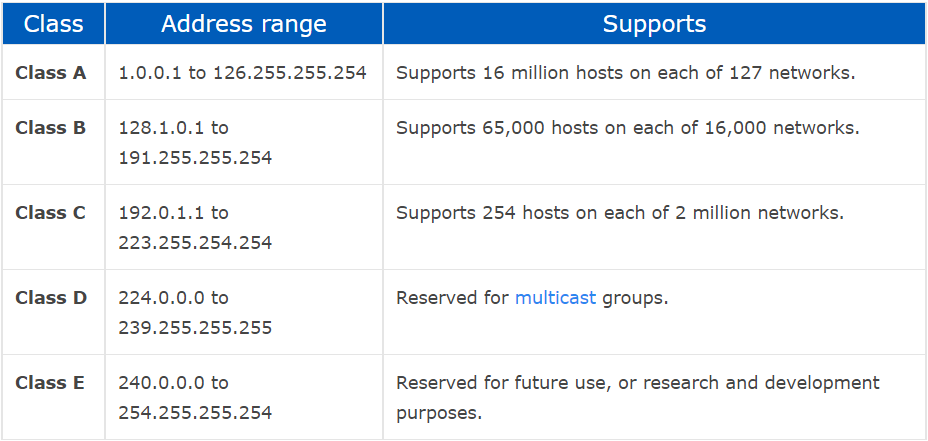 Class Address range Supports
Class A 1.0.0.1 to 126.255.255.254 Supports 16 million hosts on each of 127 networks.
Class B 128.1.0.1 to Supports 65,000 hosts on each of 16,000 networks.
191.255.255.254
Class C 192.0.1.1 to Supports 254 hosts on each of 2 million networks.
223.255.254.254
Class D 224.0.0.0 to Reserved for multicast groups.
239.255.255.255
Class E 240.0.0.0 to Reserved for future use, or research and development
254.255.255.254 purposes.